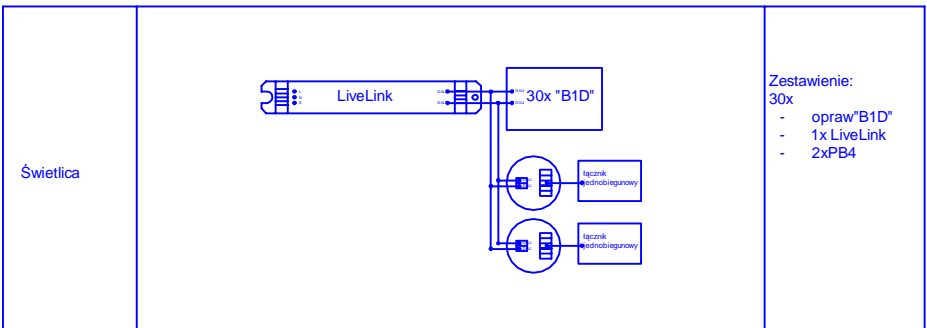 Świetlica
LiveLink
30x "B1D"
łącznik
jednobiegunowy
łącznik
jednobiegunowy
Zestawienie:
30x
- opraw"B1D"
- 1x LiveLink
- 2xPB4